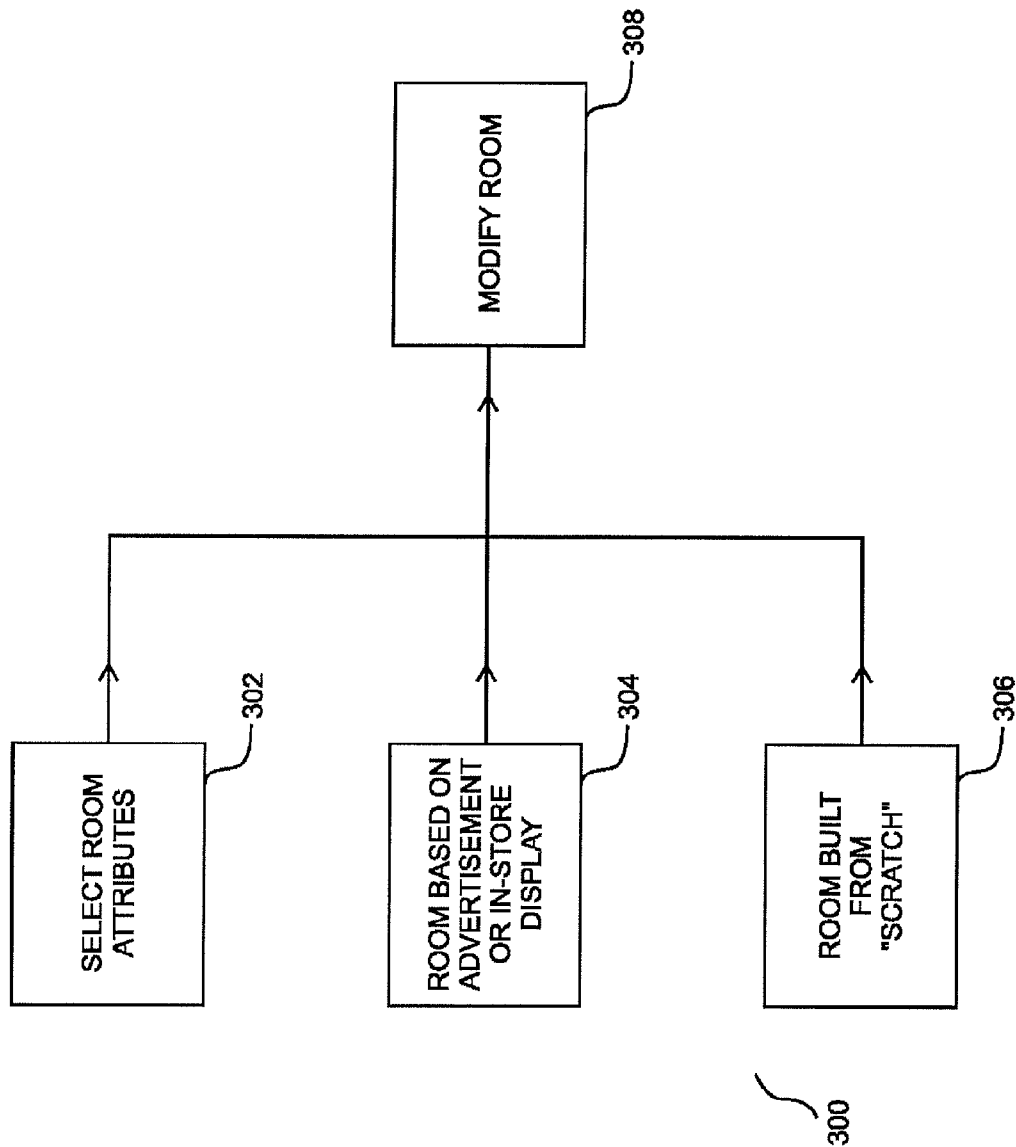 SELECT ROOM
ATTRIBUTES
302
ROOM BASED ON
ADVERTISEMENT
OR IN-STORE
DISPLAY
304
ROOM BUILT
FROM
"SCRATCH"
306
MODIFY ROOM
308
300